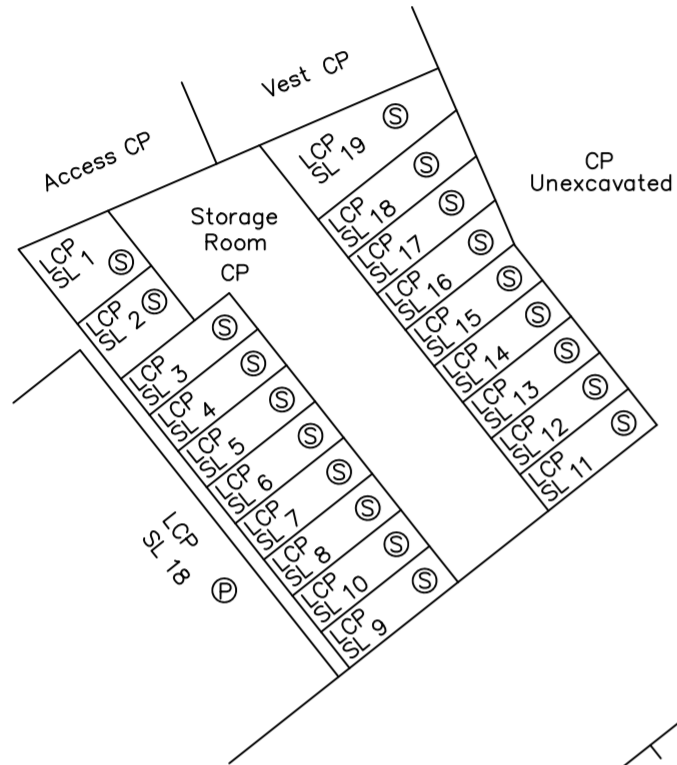 Vest CP
Access CP
CP
Unexcavated
Storage
Room
CP
LCP
SL 19
S
LCP
SL 18
S
LCP
SL 17
S
LCP
SL 16
S
LCP
SL 15
S
LCP
SL 14
S
LCP
SL 13
S
LCP
SL 12
S
LCP
SL 11
S
LCP
SL 1
S
LCP
SL 2
S
LCP
SL 3
S
LCP
SL 4
S
LCP
SL 5
S
LCP
SL 6
S
LCP
SL 7
S
LCP
SL 8
S
LCP
SL 10
S
LCP
SL 9
S
LCP
SL 18
P